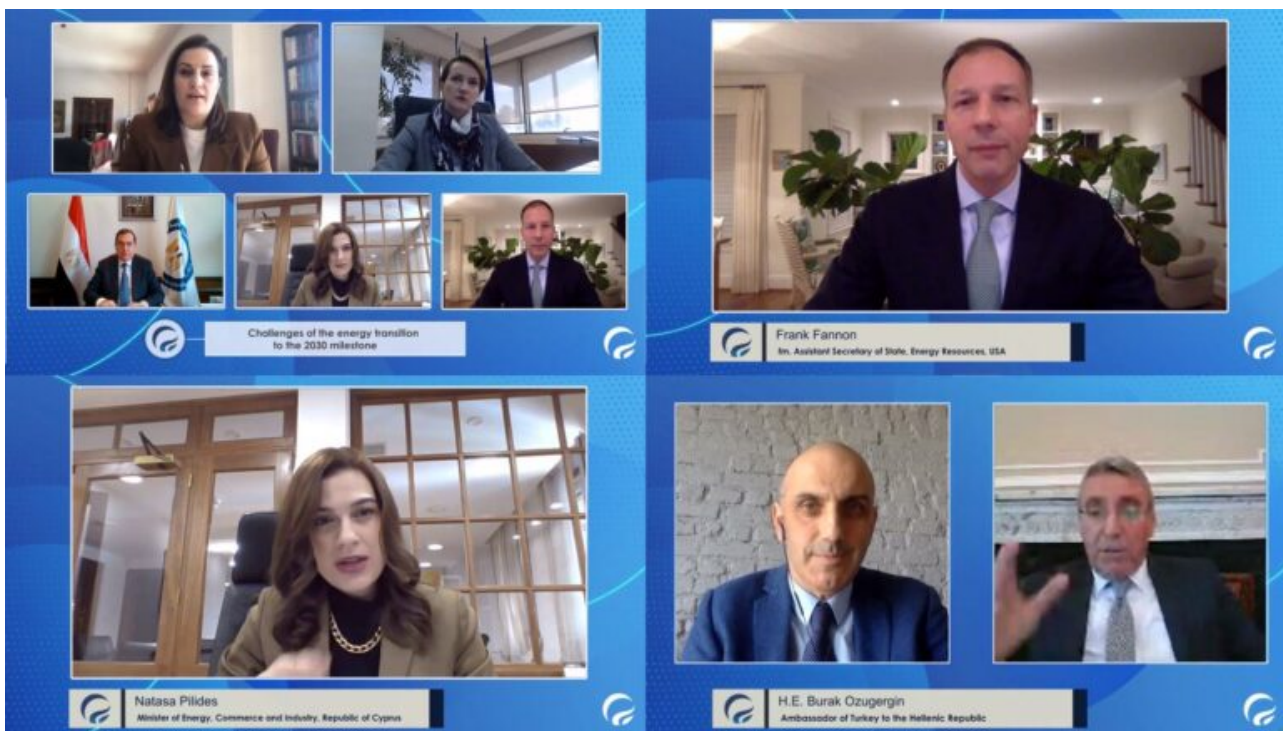 Challenges of the energy transition
to the 2030 milestone
Frank Fannon
fm. Assistant Secretary of State, Energy Resources, USA
Natasa Pilides
Minister of Energy, Commerce and Industry, Republic of Cyprus
H.E. Burak Ozugergin
Ambassador of Turkey to the Hellenic Republic